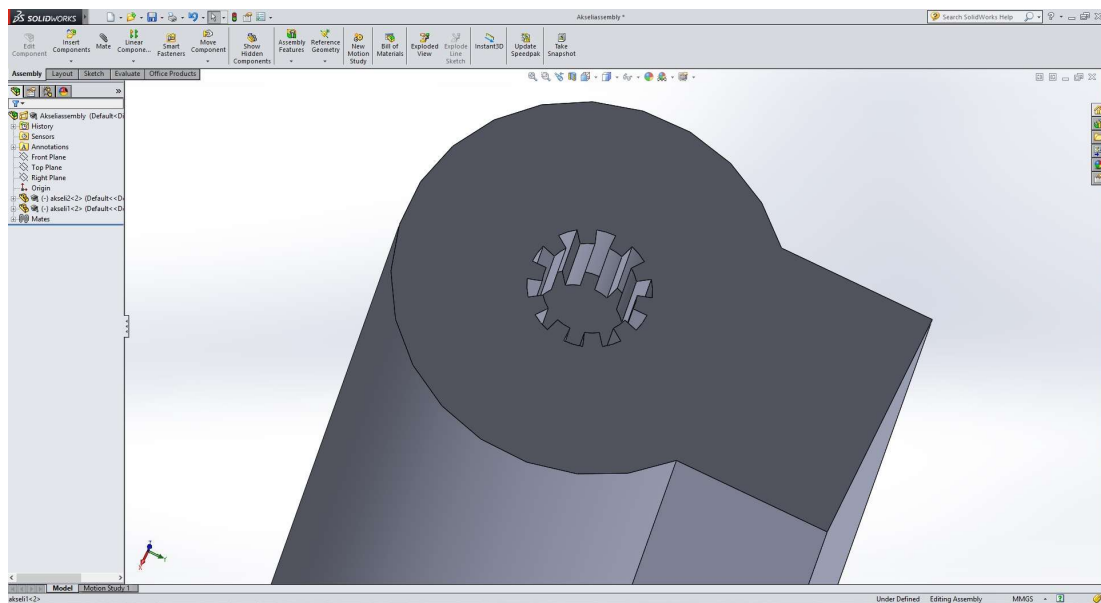 SOLIDWORKS
Akseliassembly *
Search SolidWorks Help
Edit Component
Insert Components
Mate
Linear Compone...
Smart Fasteners
Move Component
Show Hidden Components
Assembly Features
Reference Geometry
New Motion Study
Bill of Materials
Exploded View
Explode Line Sketch
Instant3D
Update Speedpak
Take Snapshot
Assembly Layout Sketch Evaluate Office Products
Akseliassembly (Default<Di
History
Sensors
Annotations
Front Plane
Top Plane
Right Plane
Origin
(-) akseli2<2> (Default<<D
(-) akseli1<2> (Default<<D
Mates
Model Motion Study 1
akseli1<2> Under Defined Editing Assembly MMGS